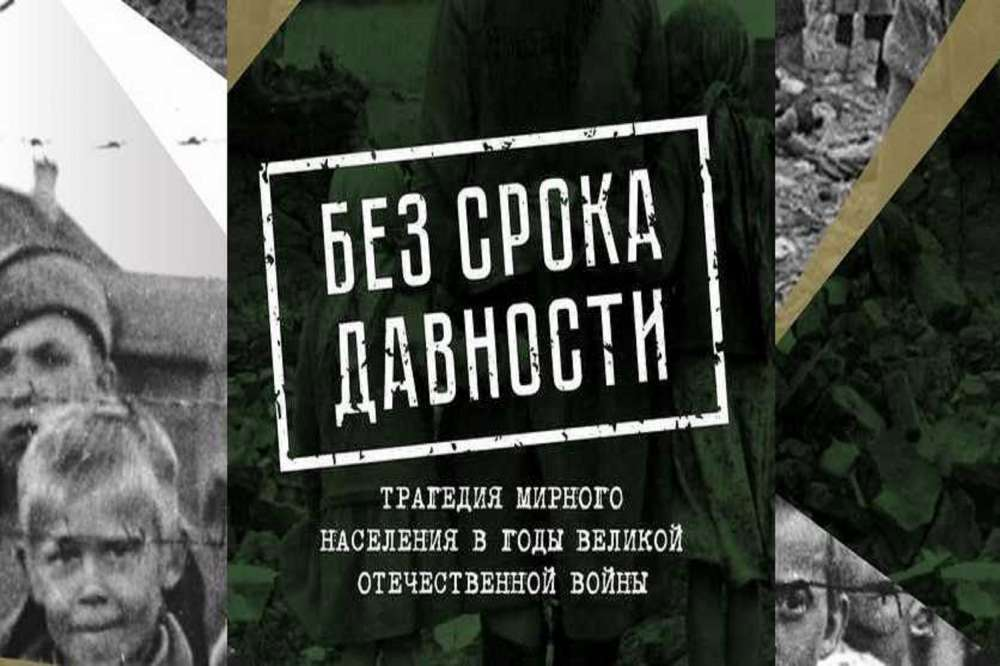 БЕЗ СРОКА
ДАВНОСТИ
ТРАГЕДИЯ МИРНОГО
НАСЕЛЕНИЯ В ГОДЫ ВЕЛИКОЙ
ОТЕЧЕСТВЕННОЙ ВОЙНЫ